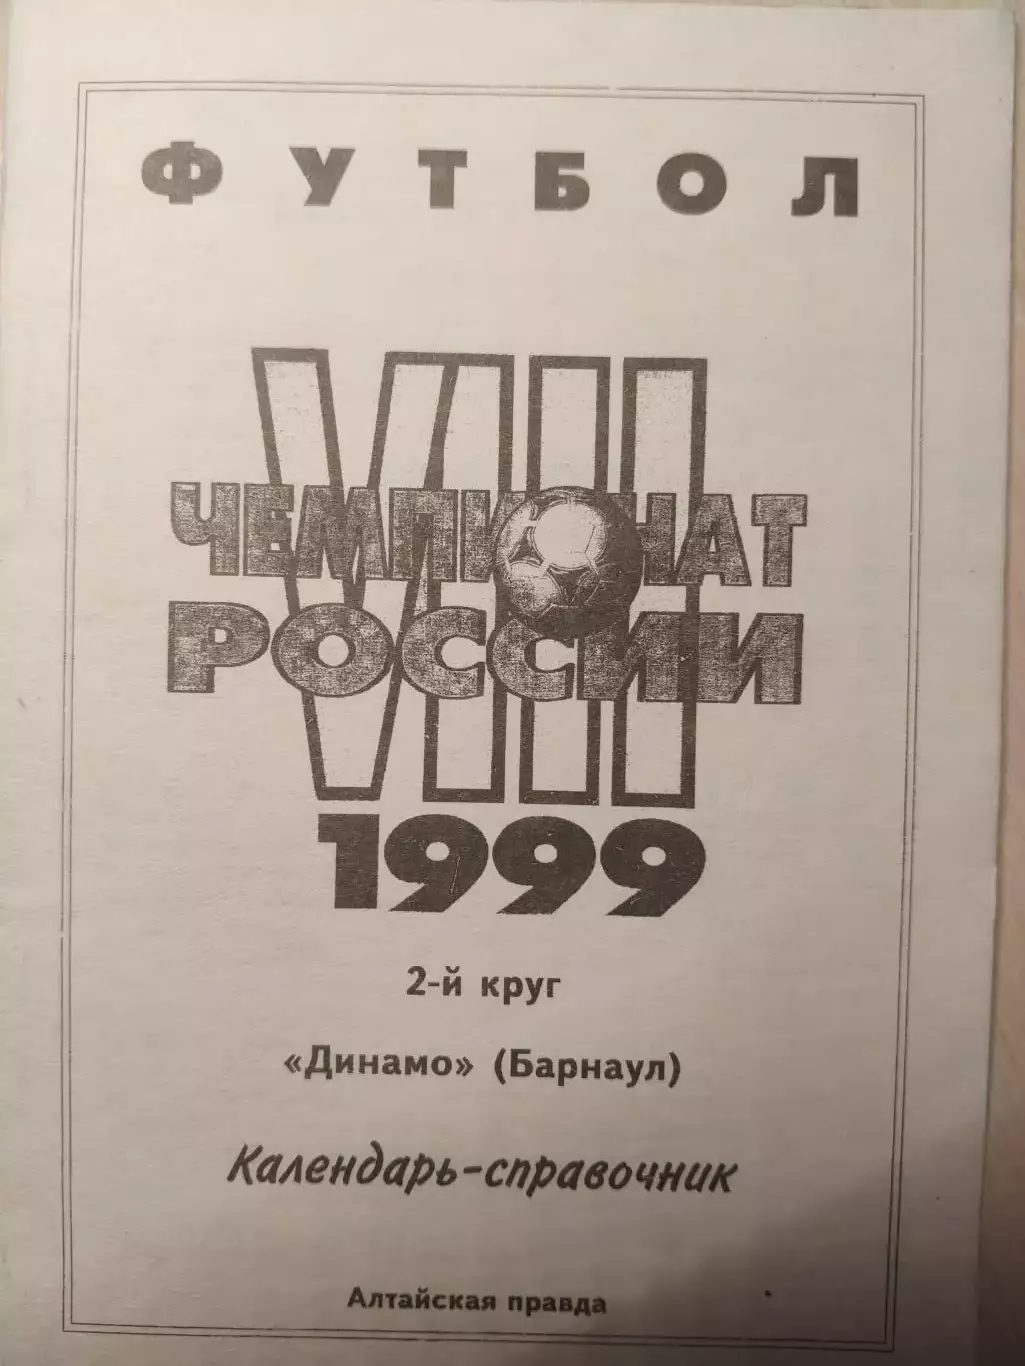 ФУТБОЛ
VIII
ЧЕМПИОНАТ
РОССИИ
1999
2-й круг
«Динамо» (Барнаул)
Календарь-справочник
Алтайская правда